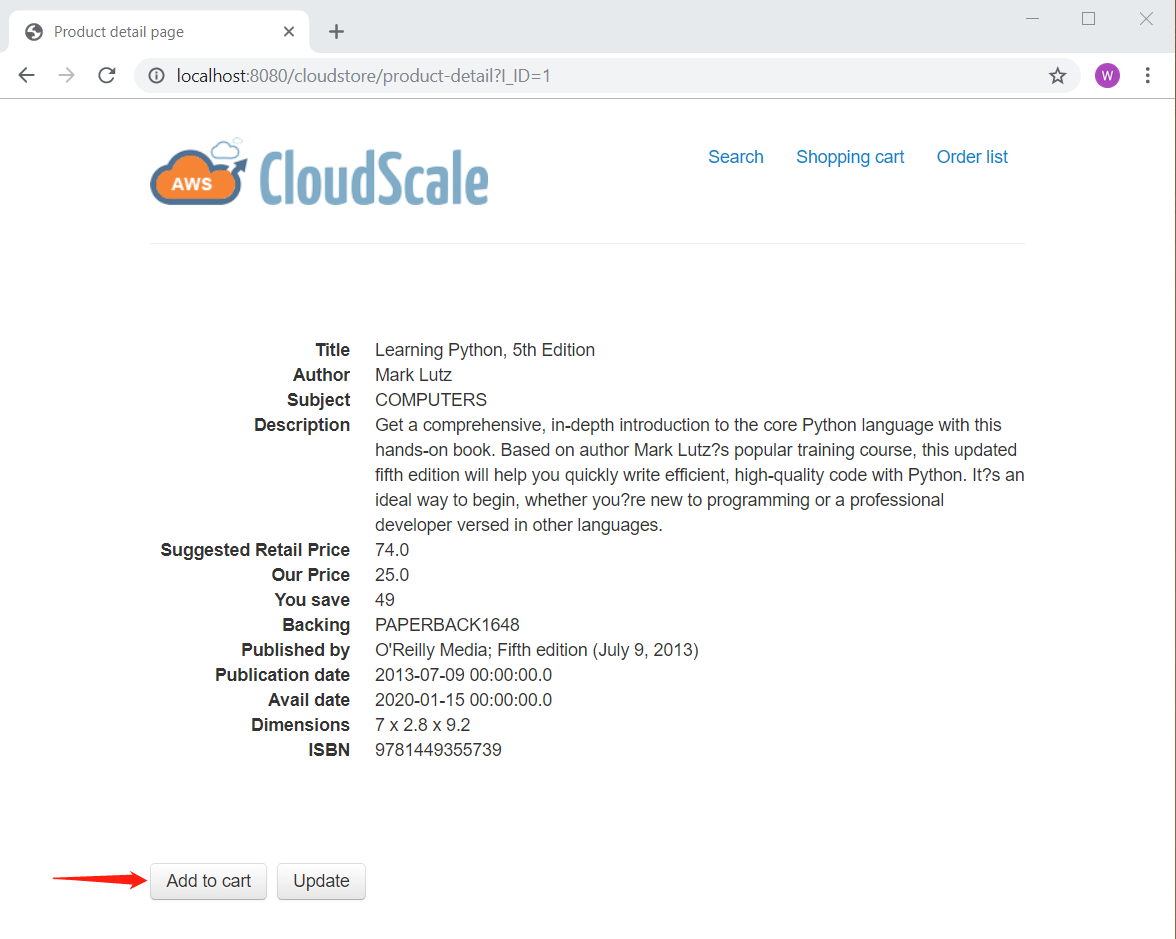 Product detail page
localhost:8080/cloudstore/product-detail?I_ID=1
W
AWS CloudScale
Search Shopping cart Order list
Title Learning Python, 5th Edition
Author Mark Lutz
Subject COMPUTERS
Description Get a comprehensive, in-depth introduction to the core Python language with this
hands-on book. Based on author Mark Lutz?s popular training course, this updated
fifth edition will help you quickly write efficient, high-quality code with Python. It?s an
ideal way to begin, whether you?re new to programming or a professional
developer versed in other languages.
Suggested Retail Price 74.0
Our Price 25.0
You save 49
Backing PAPERBACK1648
Published by O'Reilly Media; Fifth edition (July 9, 2013)
Publication date 2013-07-09 00:00:00.0
Avail date 2020-01-15 00:00:00.0
Dimensions 7 x 2.8 x 9.2
ISBN 9781449355739
Add to cart Update